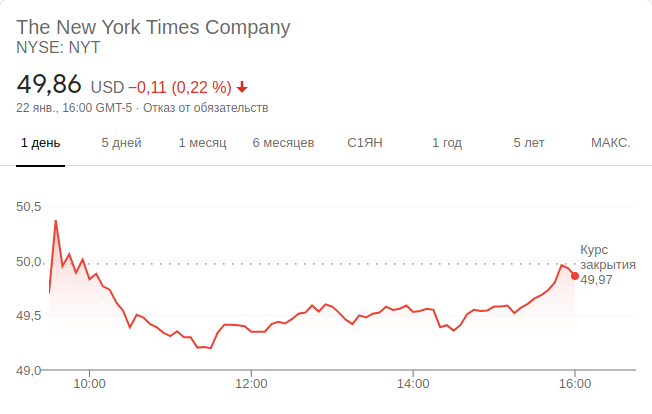 The New York Times Company
NYSE: NYT
49,86 USD −0,11 (0,22 %)
22 янв., 16:00 GMT-5 · Отказ от обязательств
1 день 5 дней 1 месяц 6 месяцев С1ЯН 1 год 5 лет МАКС.
50,5
50,0
49,5
49,0
Курс
закрытия
49,97
10:00 12:00 14:00 16:00